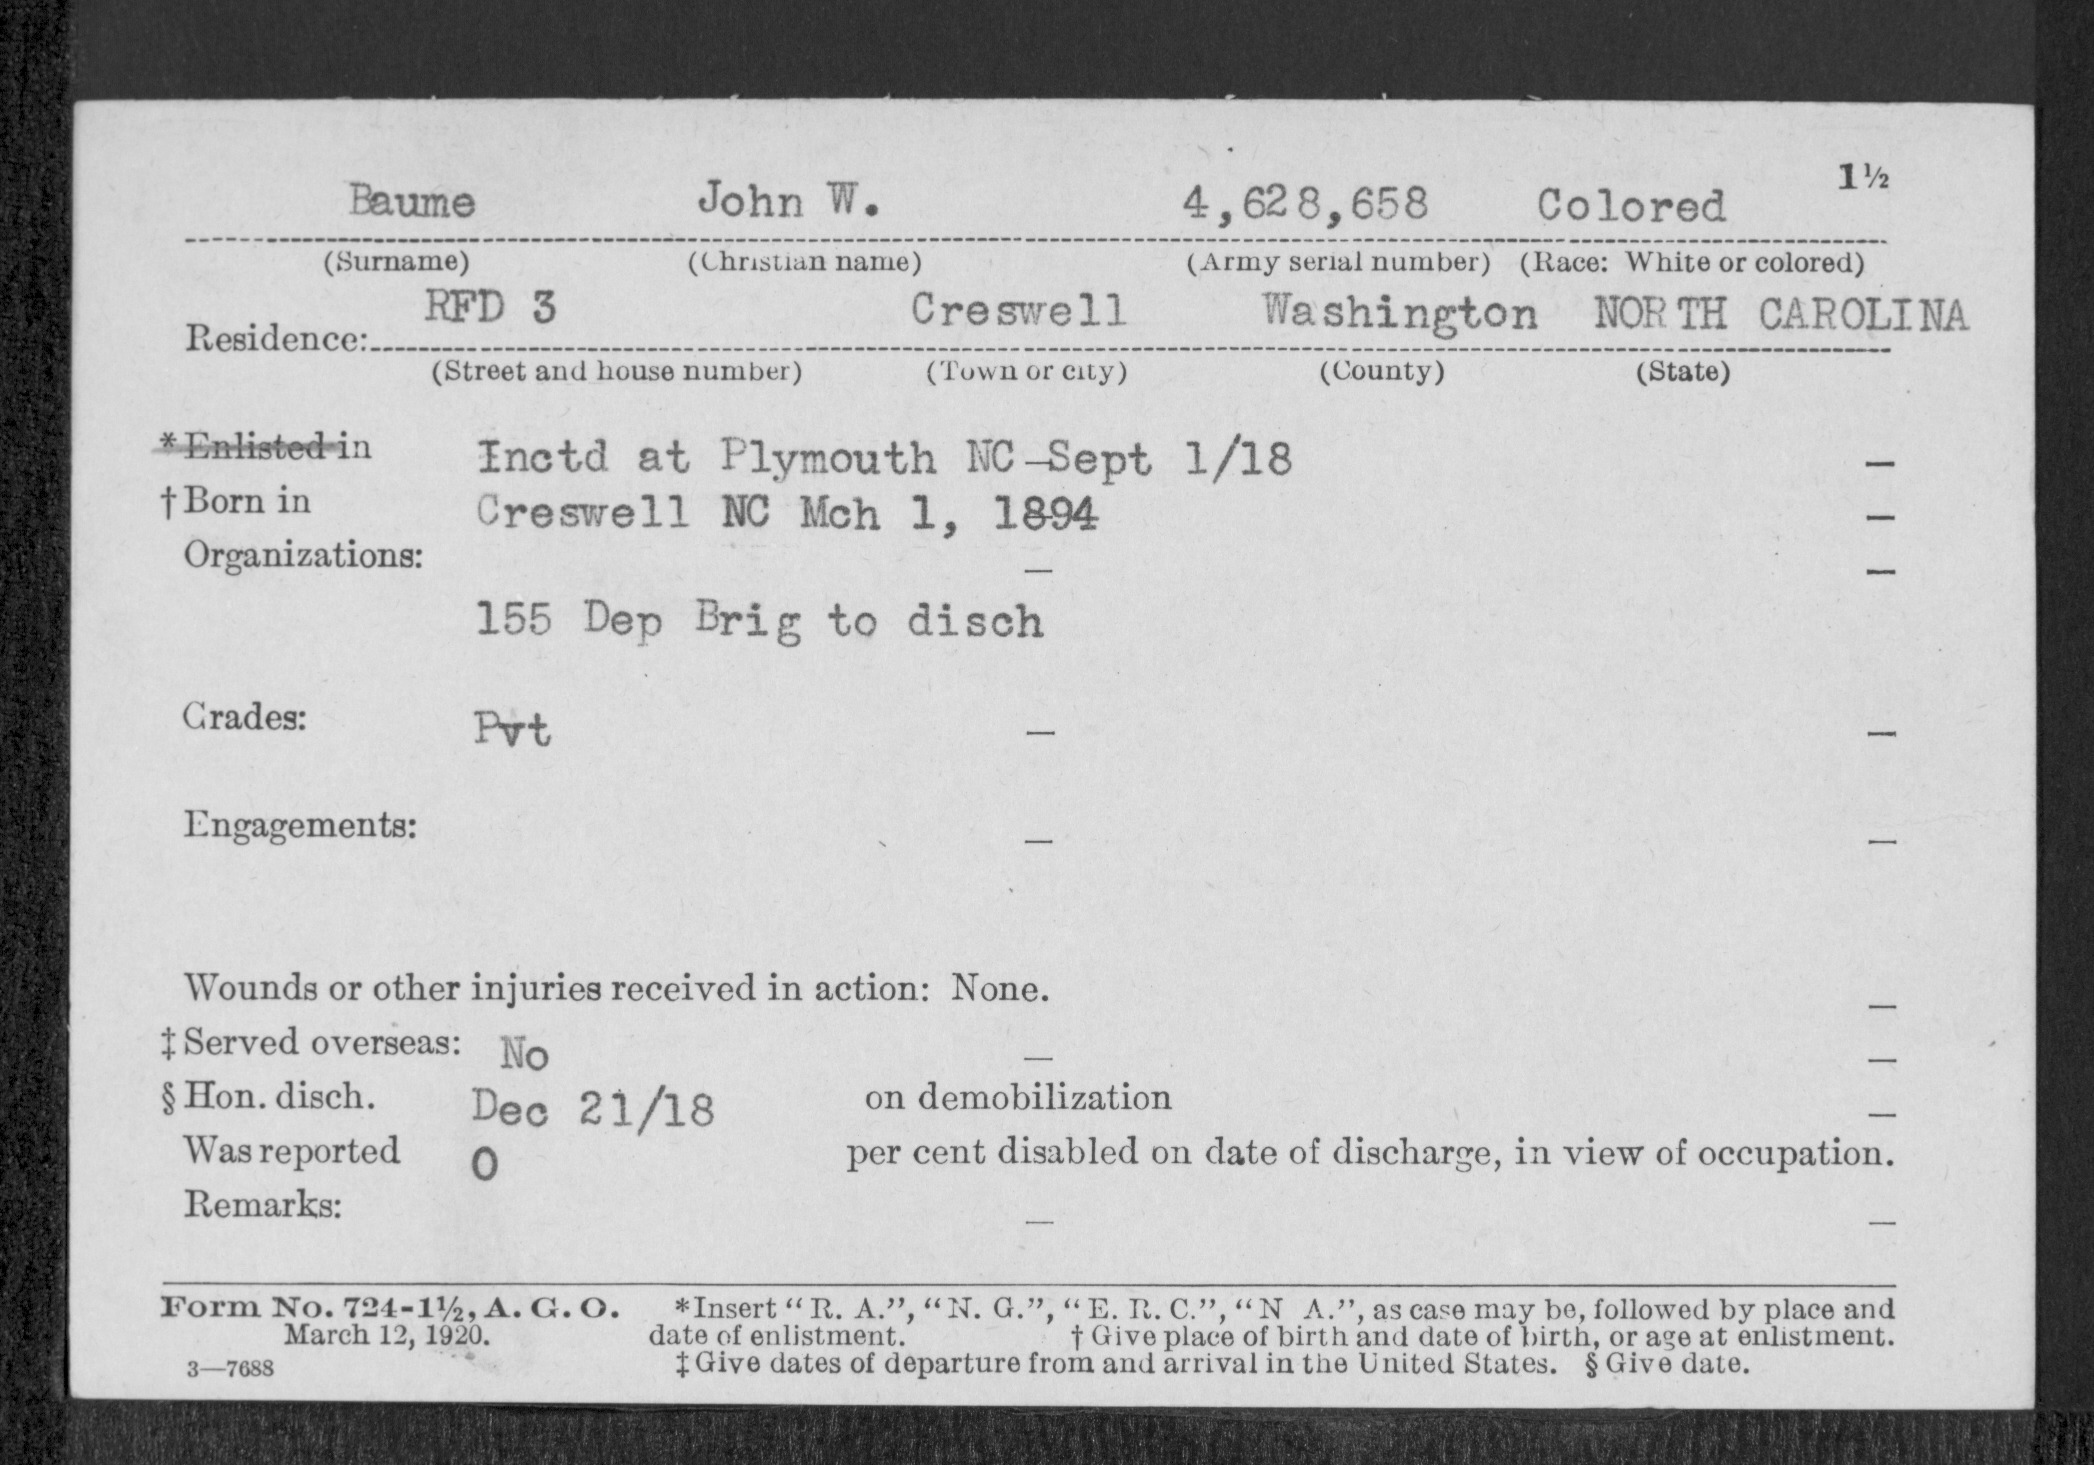 1½
Baume John W. 4,628,658 Colored
(Surname) (Christian name) (Army serial number) (Race: White or colored)
RFD 3 Creswell Washington NORTH CAROLINA
Residence:
(Street and house number) (Town or city) (County) (State)
*Enlisted in Inctd at Plymouth NC—Sept 1/18 —
†Born in Creswell NC Mch 1, 1894 —
Organizations: — —
155 Dep Brig to disch
Grades: Pvt — —
Engagements: — —
Wounds or other injuries received in action: None. —
‡Served overseas: No — —
§Hon. disch. Dec 21/18 on demobilization —
Was reported 0 per cent disabled on date of discharge, in view of occupation.
Remarks: — —
Form No. 724-1½, A. G. O. *Insert “R. A.”, “N. G.”, “E. R. C.”, “N A.”, as case may be, followed by place and
March 12, 1920. date of enlistment. †Give place of birth and date of birth, or age at enlistment.
3—7688 ‡Give dates of departure from and arrival in the United States. §Give date.